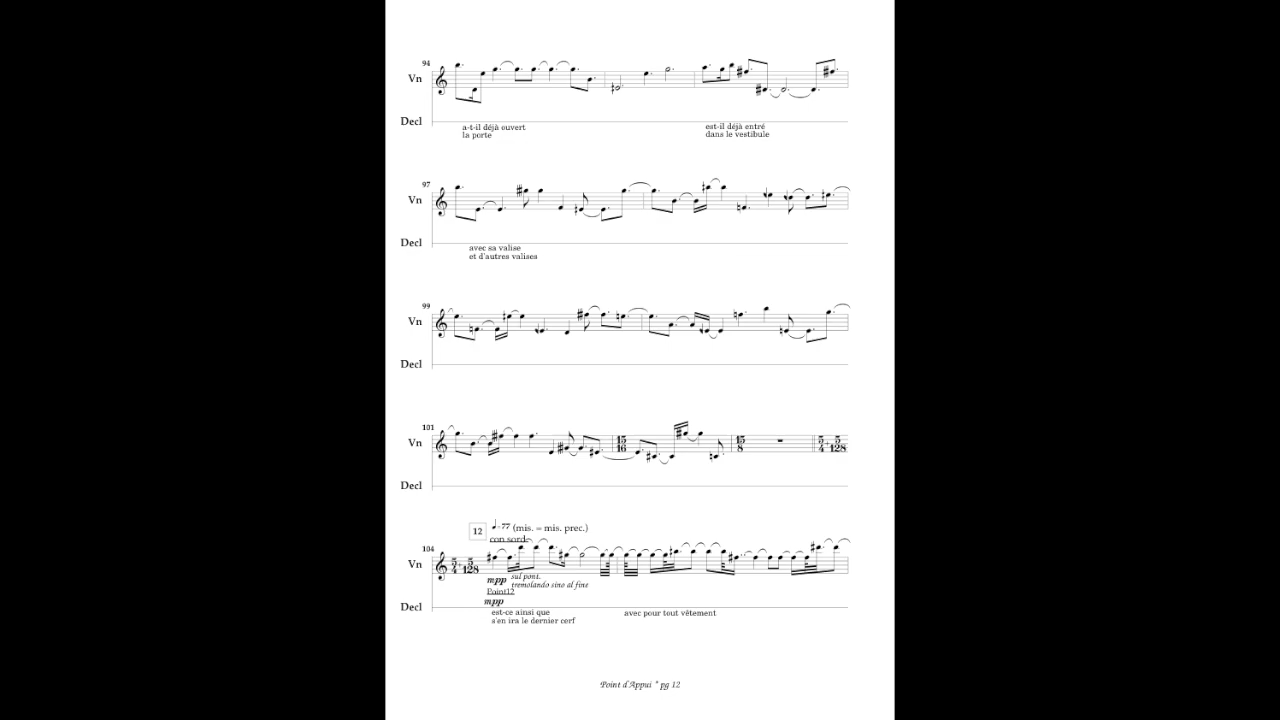 94
Vn
Decl
a-t-il déjà ouvert
la porte
est-il déjà entré
dans le vestibule
97
Vn
Decl
avec sa valise
et d'autres valises
99
Vn
Decl
101
Vn
15
16
15
8
5
4
+
5
128
Decl
12
♩=77 (mis. = mis. prec.)
con sord.
104
Vn
5
4
+
5
128
mpp
sul pont.
tremolando sino al fine
Point12
mpp
Decl
est-ce ainsi que
s'en ira le dernier cerf
avec pour tout vêtement
Point d'Appui * pg 12